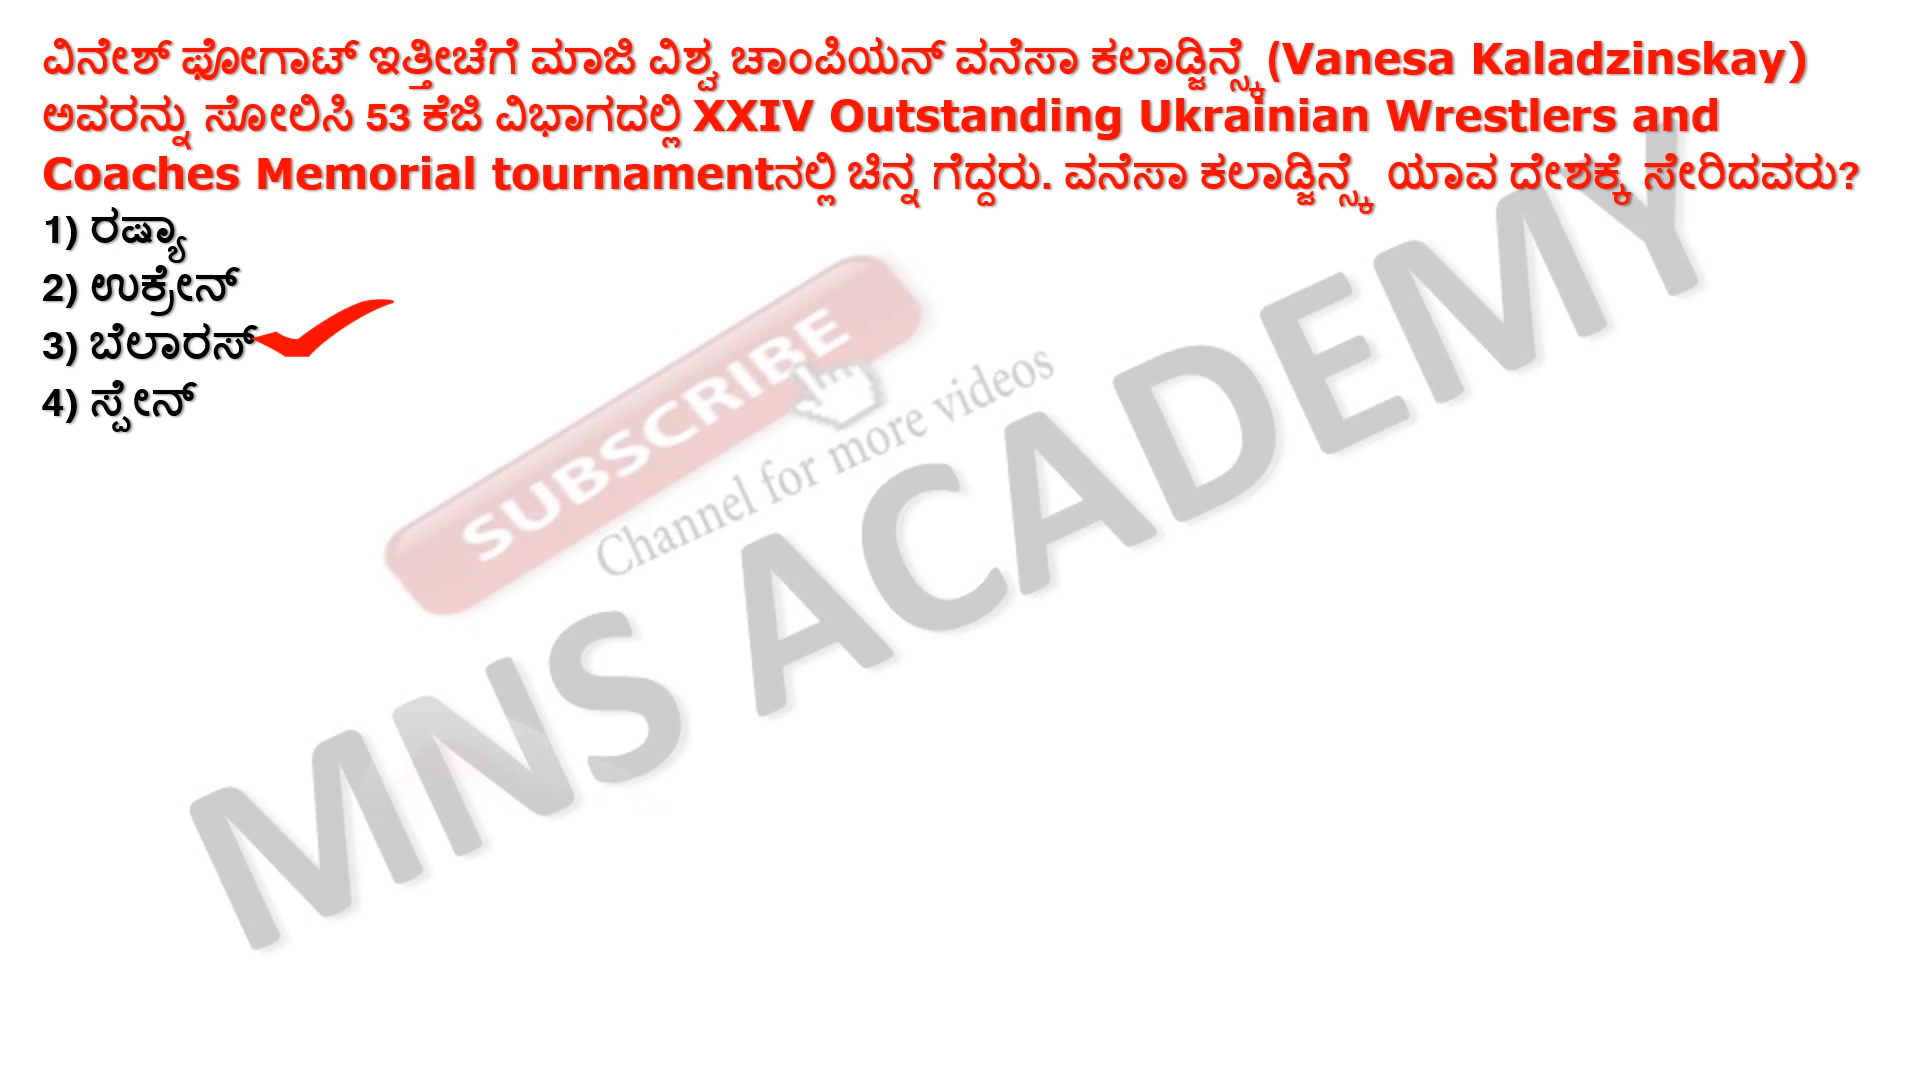 ವಿನೇಶ್ ಫೋಗಾಟ್ ಇತ್ತೀಚೆಗೆ ಮಾಜಿ ವಿಶ್ವ ಚಾಂಪಿಯನ್ ವನೆಸಾ ಕಲಾಡ್ಜಿನ್ಸ್ಕೆ (Vanesa Kaladzinskay)
ಅವರನ್ನು ಸೋಲಿಸಿ 53 ಕೆಜಿ ವಿಭಾಗದಲ್ಲಿ XXIV Outstanding Ukrainian Wrestlers and
Coaches Memorial tournamentನಲ್ಲಿ ಚಿನ್ನ ಗೆದ್ದರು. ವನೆಸಾ ಕಲಾಡ್ಜಿನ್ಸ್ಕೆ ಯಾವ ದೇಶಕ್ಕೆ ಸೇರಿದವರು?
1) ರಷ್ಯಾ
2) ಉಕ್ರೇನ್
3) ಬೆಲಾರಸ್
4) ಸ್ಪೇನ್
SUBSCRIBE
Channel for more videos
MNS ACADEMY